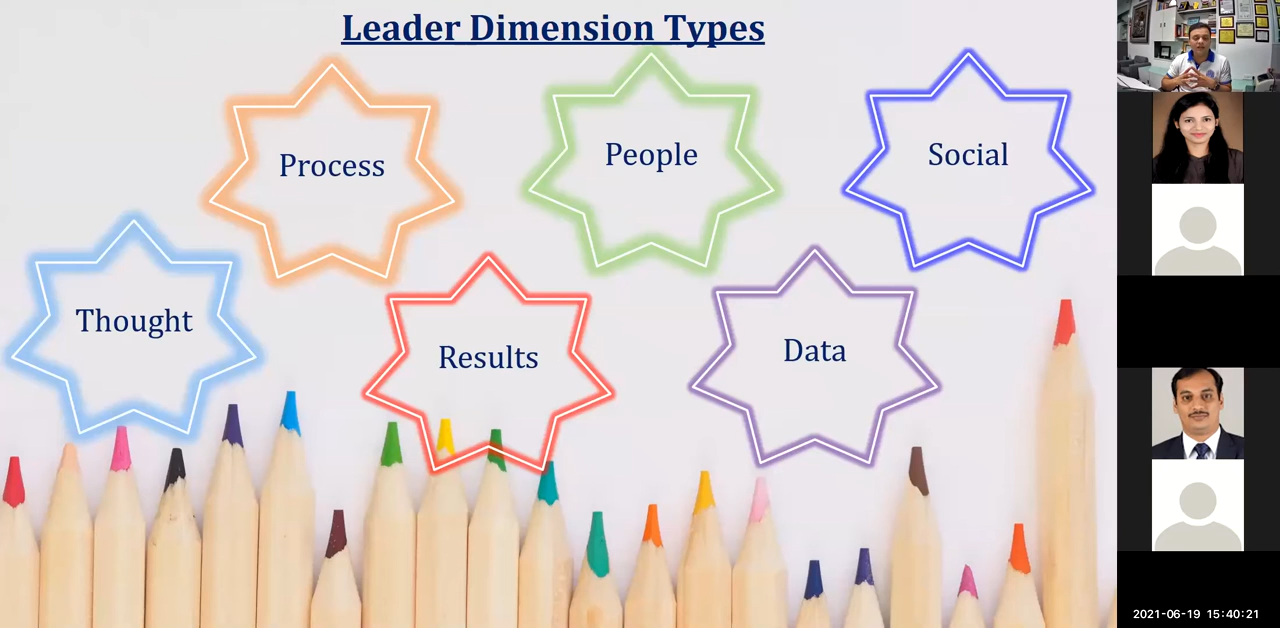 Leader Dimension Types
Process
People
Social
Thought
Results
Data
2021-06-19 15:40:21